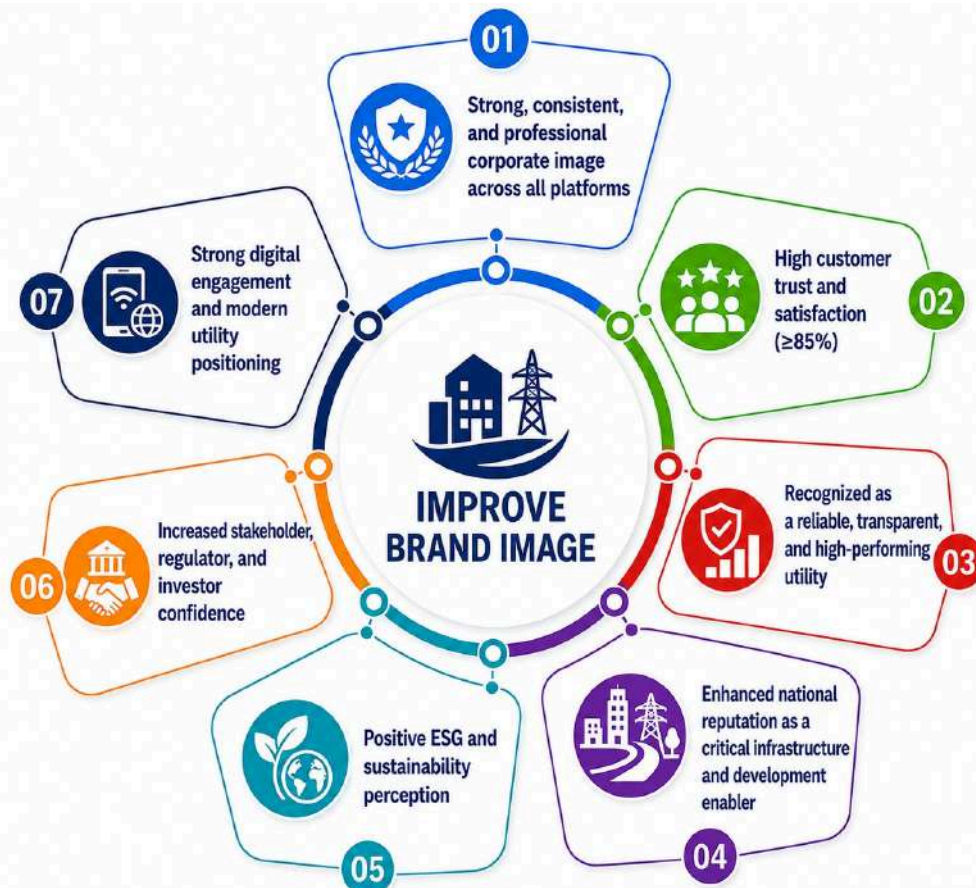 01
Strong, consistent,
and professional
corporate image
across all platforms
02
High customer
trust and
satisfaction
(≥85%)
03
Recognized as
a reliable, transparent,
and high-performing
utility
04
Enhanced national
reputation as a
critical infrastructure
and development
enabler
05
Positive ESG and
sustainability
perception
06
Increased stakeholder,
regulator, and
investor
confidence
07
Strong digital
engagement
and modern
utility
positioning
IMPROVE
BRAND IMAGE